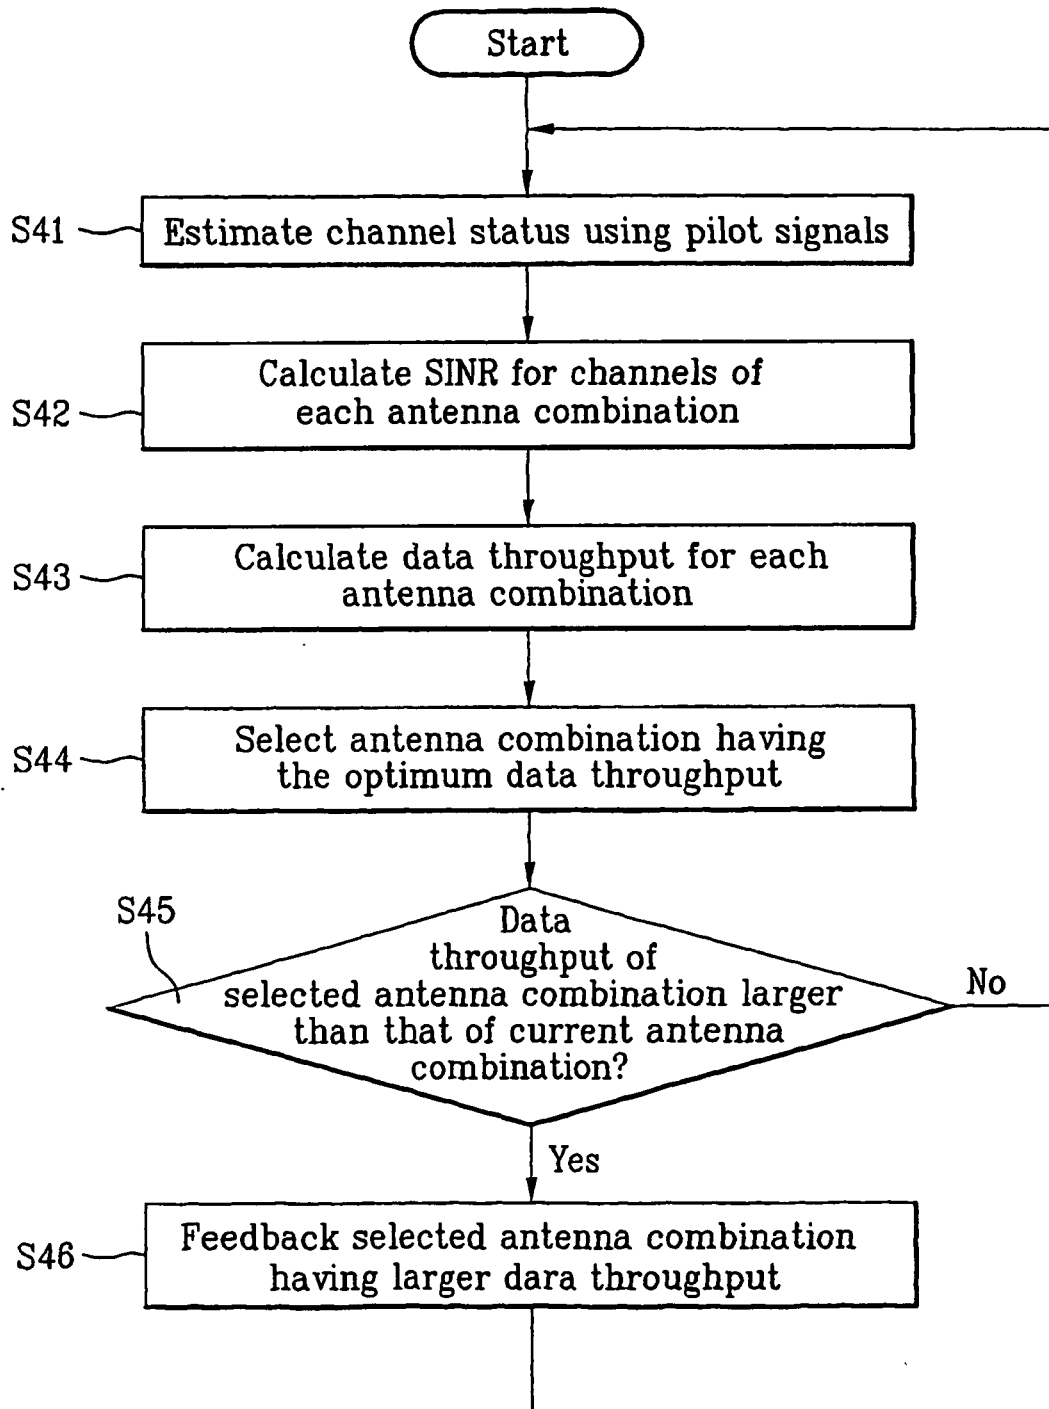 Start
S41
Estimate channel status using pilot signals
S42
Calculate SINR for channels of
each antenna combination
S43
Calculate data throughput for each
antenna combination
S44
Select antenna combination having
the optimum data throughput
S45
Data
throughput of
selected antenna combination larger
than that of current antenna
combination?
No
Yes
S46
Feedback selected antenna combination
having larger dara throughput